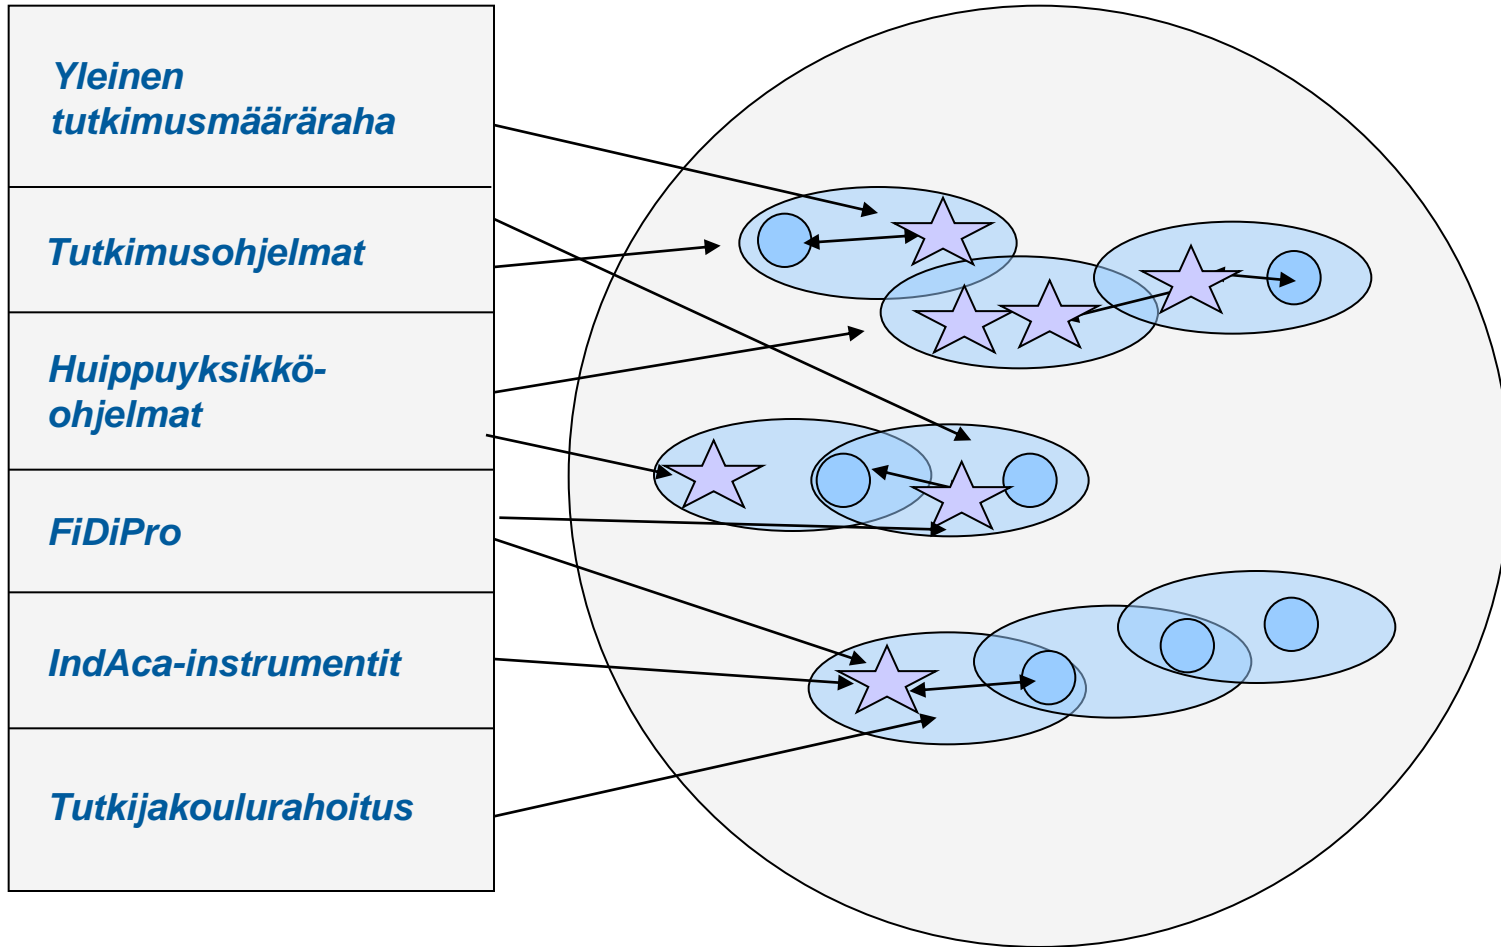 Yleinen
tutkimusmääräraha
Tutkimusohjelmat
Huippuyksikkö-
ohjelmat
FiDiPro
IndAca-instrumentit
Tutkijakoulurahoitus